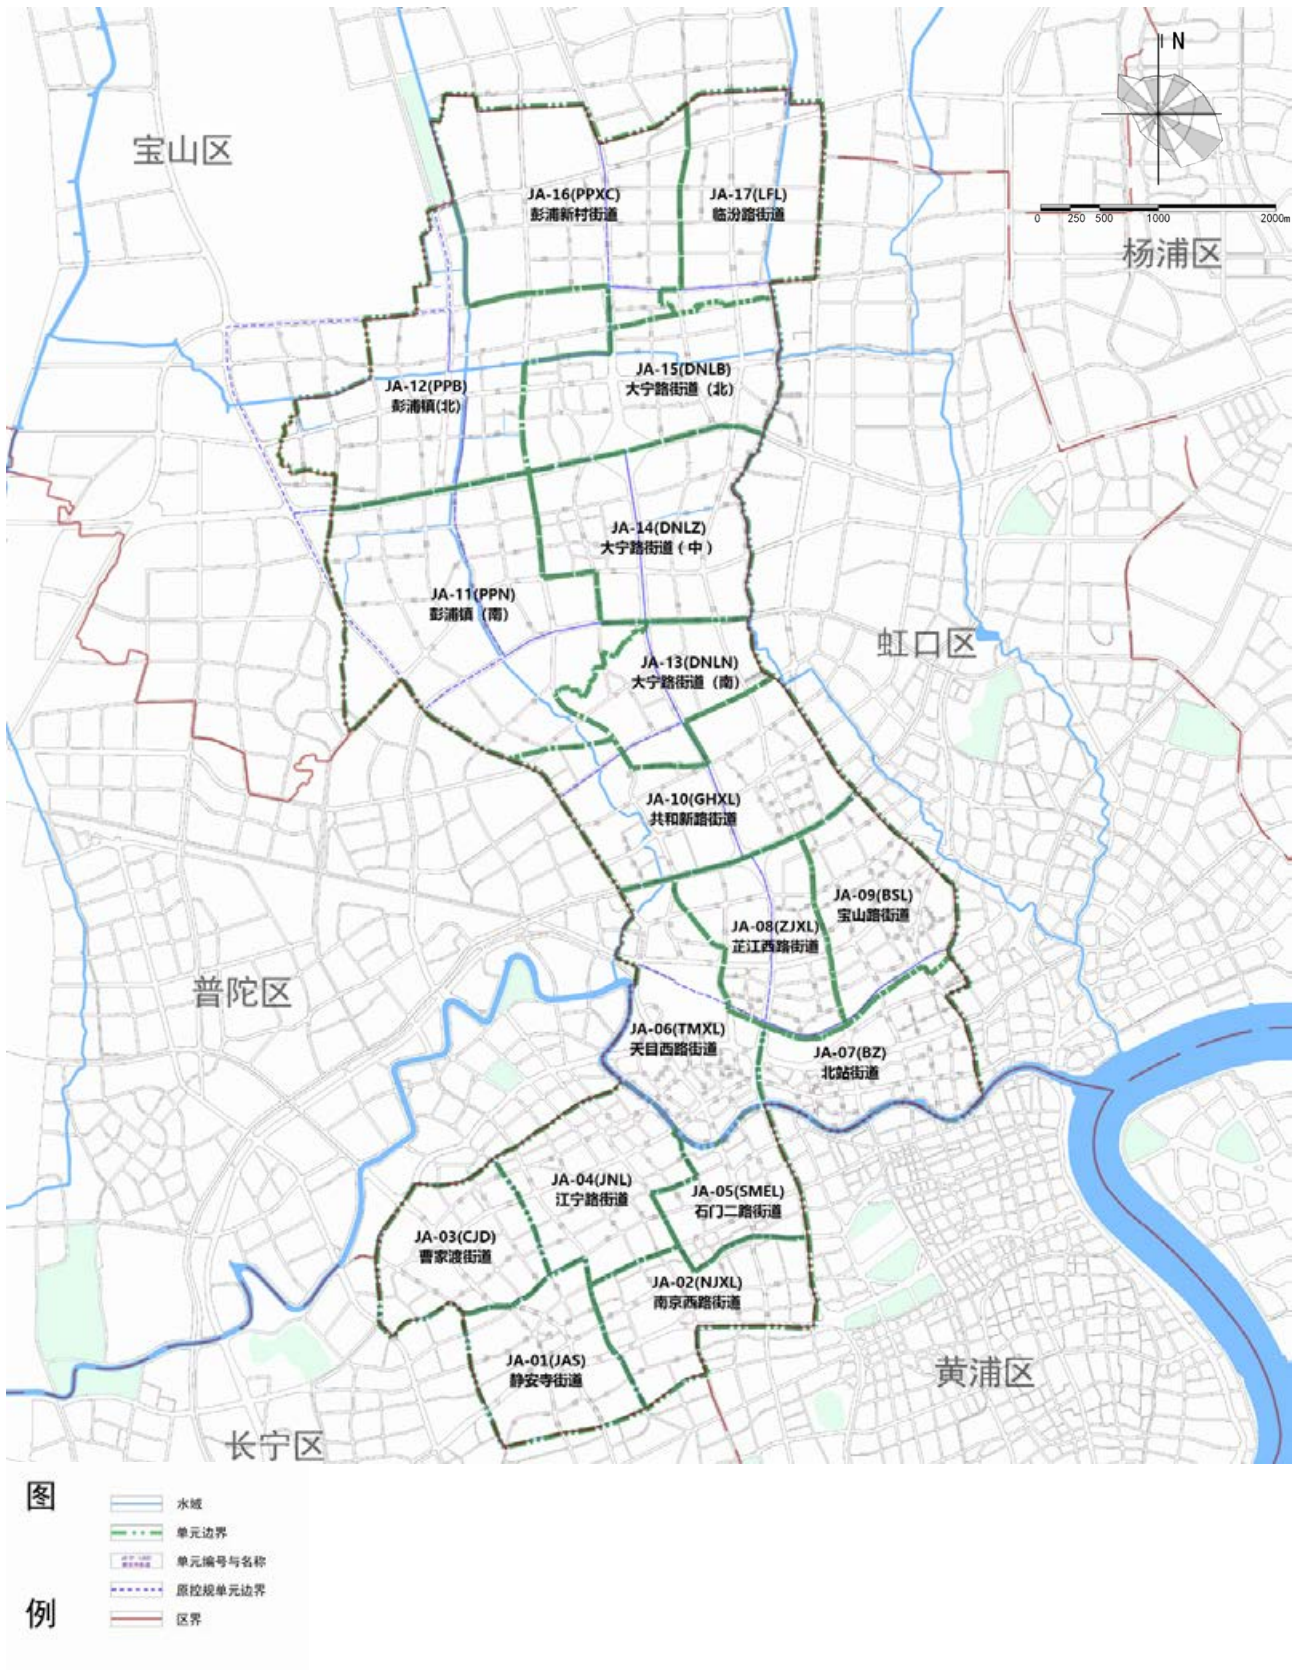 N
宝山区
JA-16(PPXC)
彭浦新村街道
JA-17(LFL)
临汾路街道
0 250 500 1000 2000m
杨浦区
JA-15(DNLB)
大宁路街道（北）
JA-12(PPB)
彭浦镇(北)
JA-14(DNLZ)
大宁路街道（中）
JA-11(PPN)
彭浦镇（南）
虹口区
JA-13(DNLN)
大宁路街道（南）
JA-10(GHXL)
共和新路街道
JA-09(BSL)
宝山路街道
JA-08(ZJXL)
芷江西路街道
普陀区
JA-06(TMXL)
天目西路街道
JA-07(BZ)
北站街道
JA-04(JNL)
江宁路街道
JA-05(SMEL)
石门二路街道
JA-03(CJD)
曹家渡街道
JA-02(NJXL)
南京西路街道
JA-01(JAS)
静安寺街道
黄浦区
长宁区
图例
水域
单元边界
单元编号与名称
原控规单元边界
区界